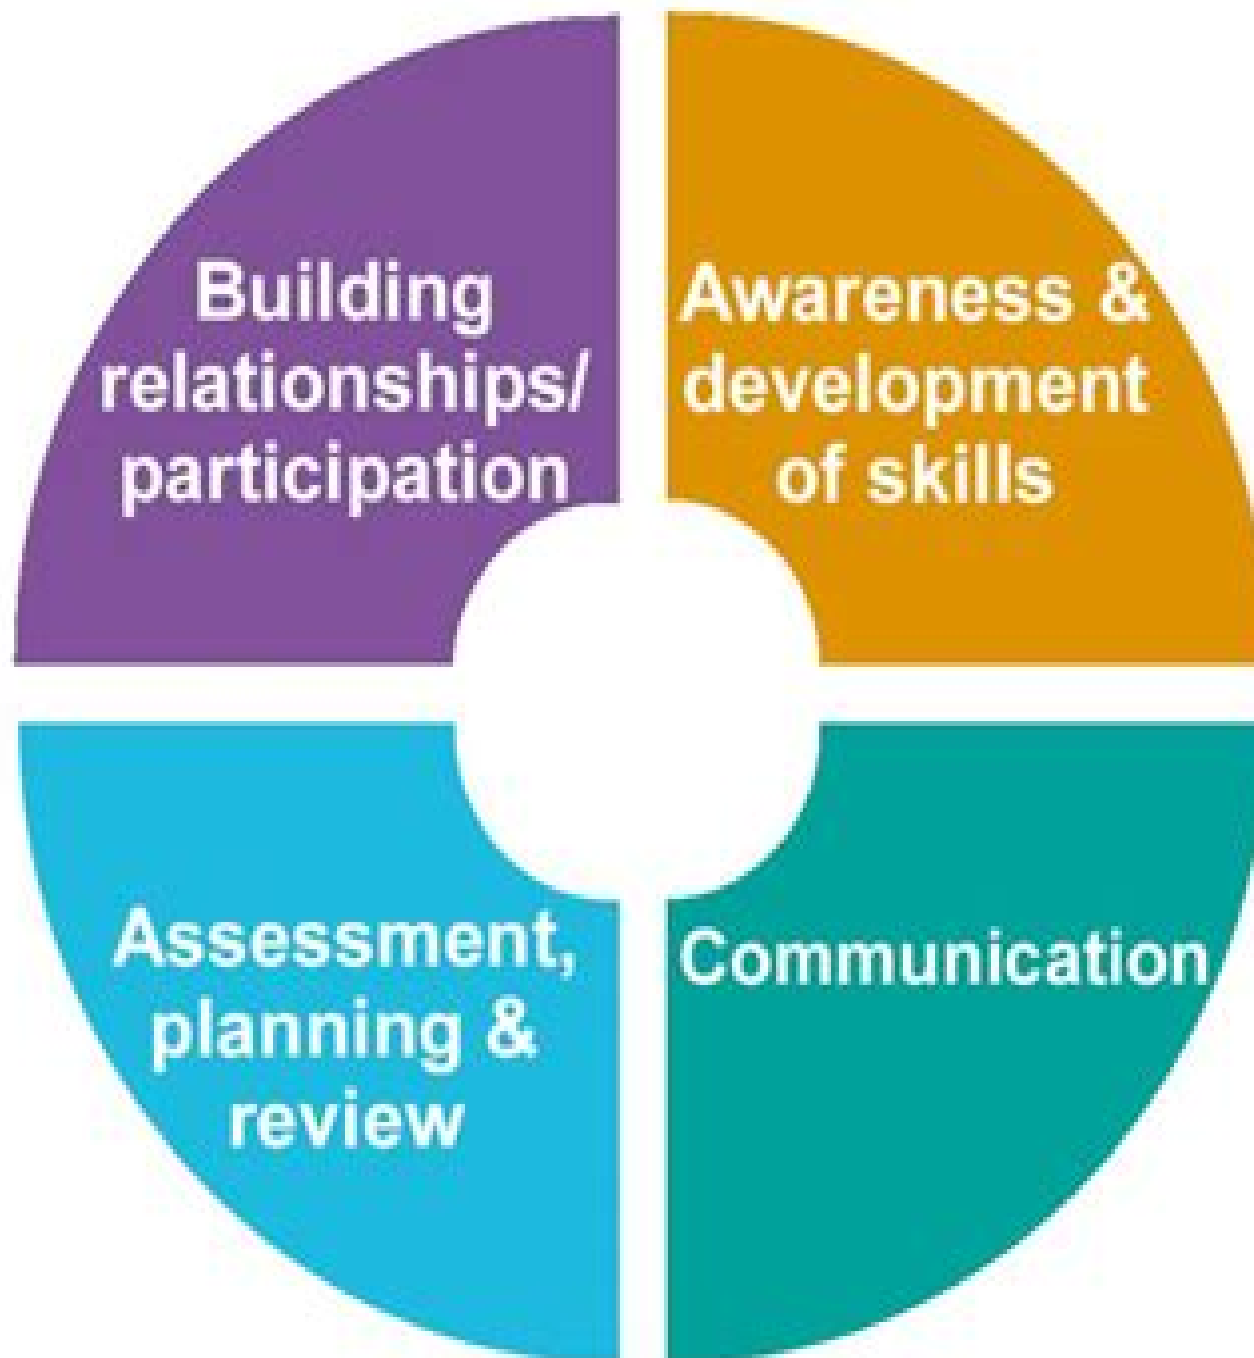 Building
relationships/
participation
Awareness &
development
of skills
Assessment,
planning &
review
Communication